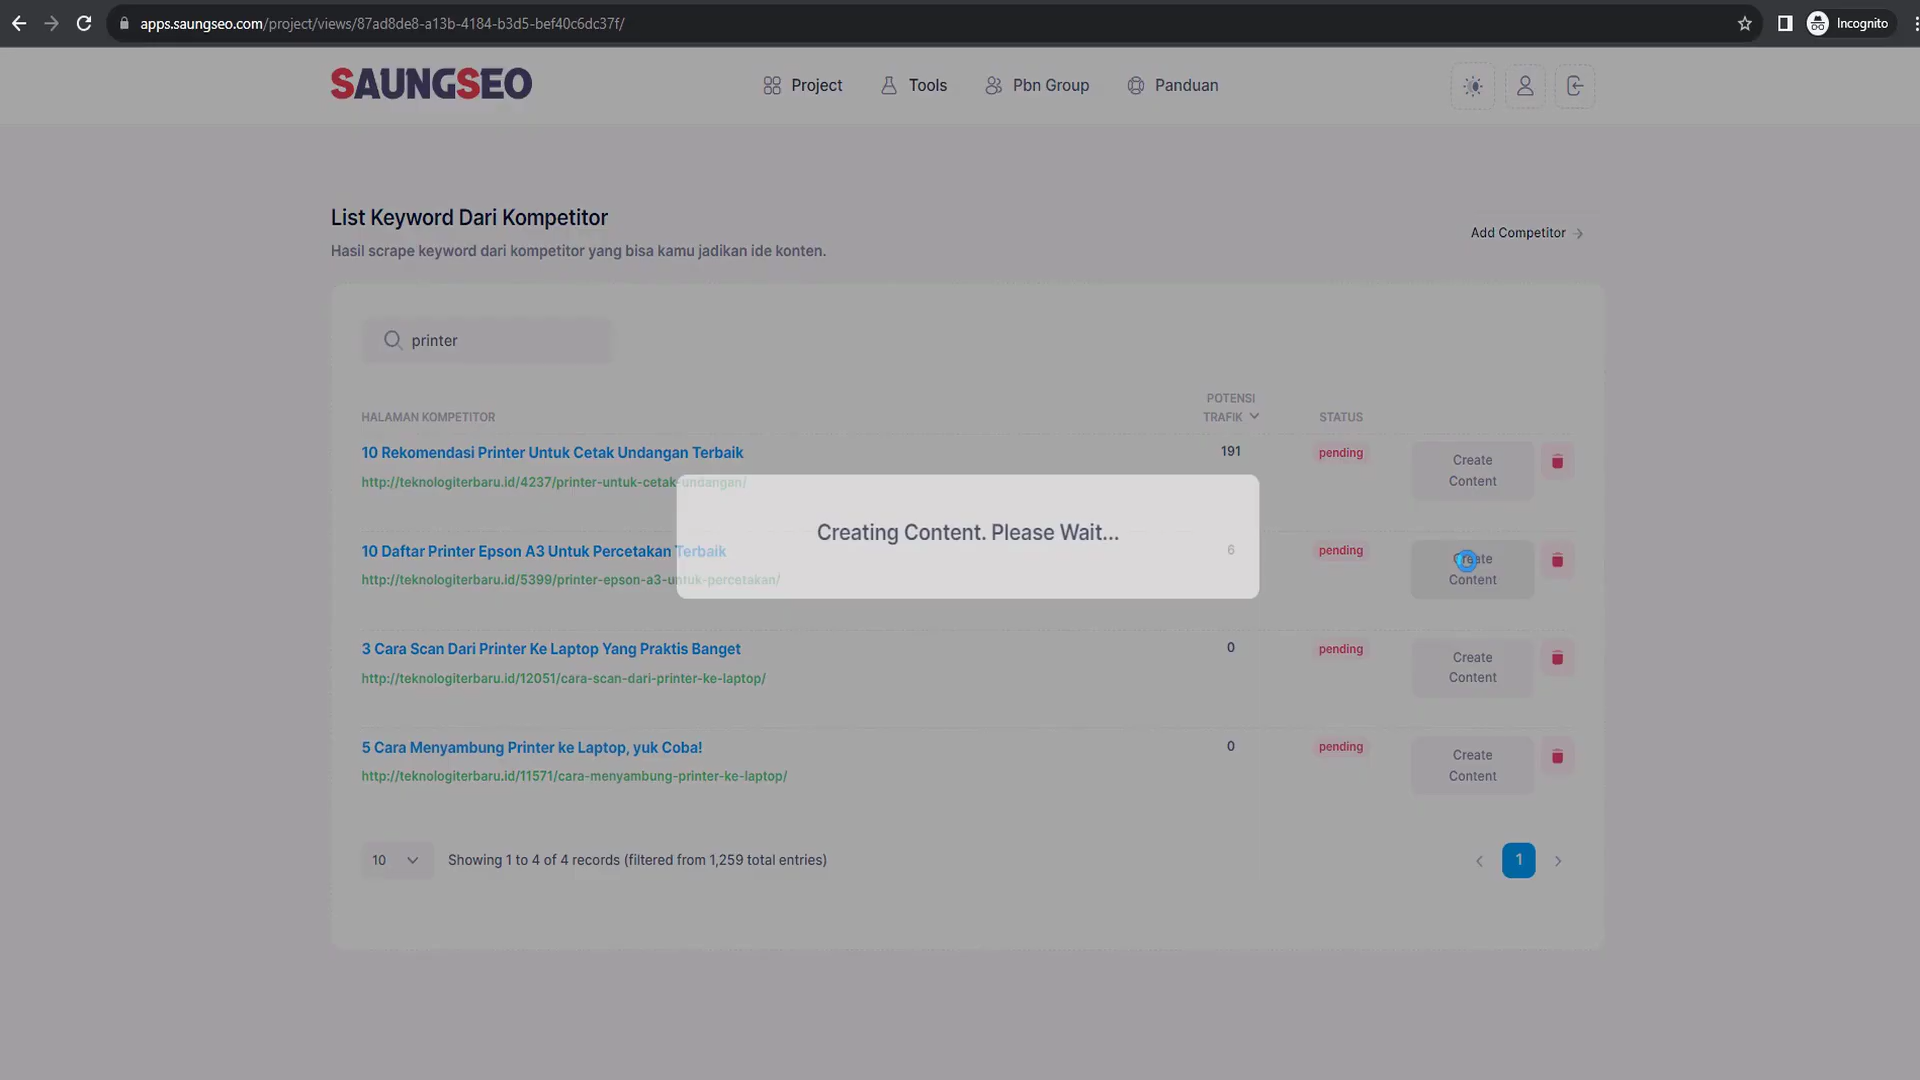 apps.saungseo.com/project/views/87ad8de8-a13b-4184-b3d5-bef40c6dc37f/
Incognito
SAUNGSEO
Project
Tools
Pbn Group
Panduan
List Keyword Dari Kompetitor
Hasil scrape keyword dari kompetitor yang bisa kamu jadikan ide konten.
Add Competitor
printer
HALAMAN KOMPETITOR
POTENSI
TRAFIK
STATUS
10 Rekomendasi Printer Untuk Cetak Undangan Terbaik
http://teknologiterbaru.id/4237/printer-untuk-cetak-undangan/
191
pending
Create
Content
Creating Content. Please Wait...
10 Daftar Printer Epson A3 Untuk Percetakan Terbaik
http://teknologiterbaru.id/5399/printer-epson-a3-untuk-percetakan/
6
pending
Create
Content
3 Cara Scan Dari Printer Ke Laptop Yang Praktis Banget
http://teknologiterbaru.id/12051/cara-scan-dari-printer-ke-laptop/
0
pending
Create
Content
5 Cara Menyambung Printer ke Laptop, yuk Coba!
http://teknologiterbaru.id/11571/cara-menyambung-printer-ke-laptop/
0
pending
Create
Content
10
Showing 1 to 4 of 4 records (filtered from 1,259 total entries)
1